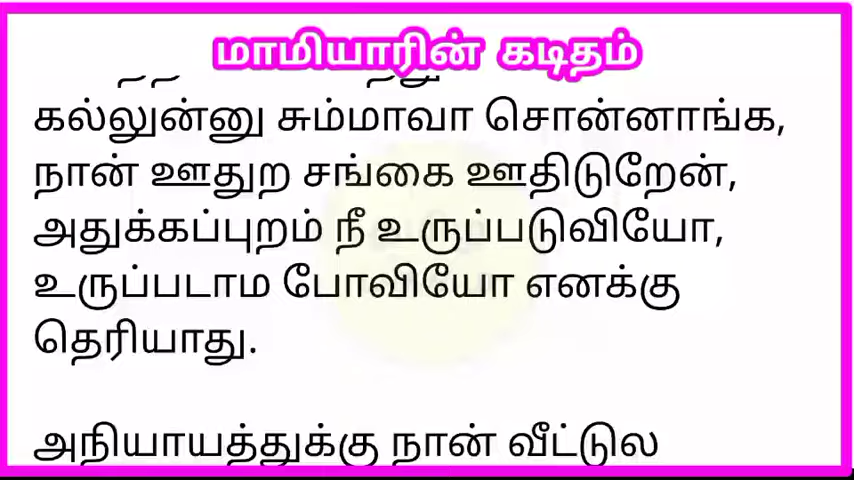 மாமியாரின் கடிதம்
கல்லுன்னு சும்மாவா சொன்னாங்க,
நான் ஊதுற சங்கை ஊதிடுறேன்,
அதுக்கப்புறம் நீ உருப்படுவியோ,
உருப்படாம போவியோ எனக்கு
தெரியாது.
அநியாயத்துக்கு நான் வீட்டுல